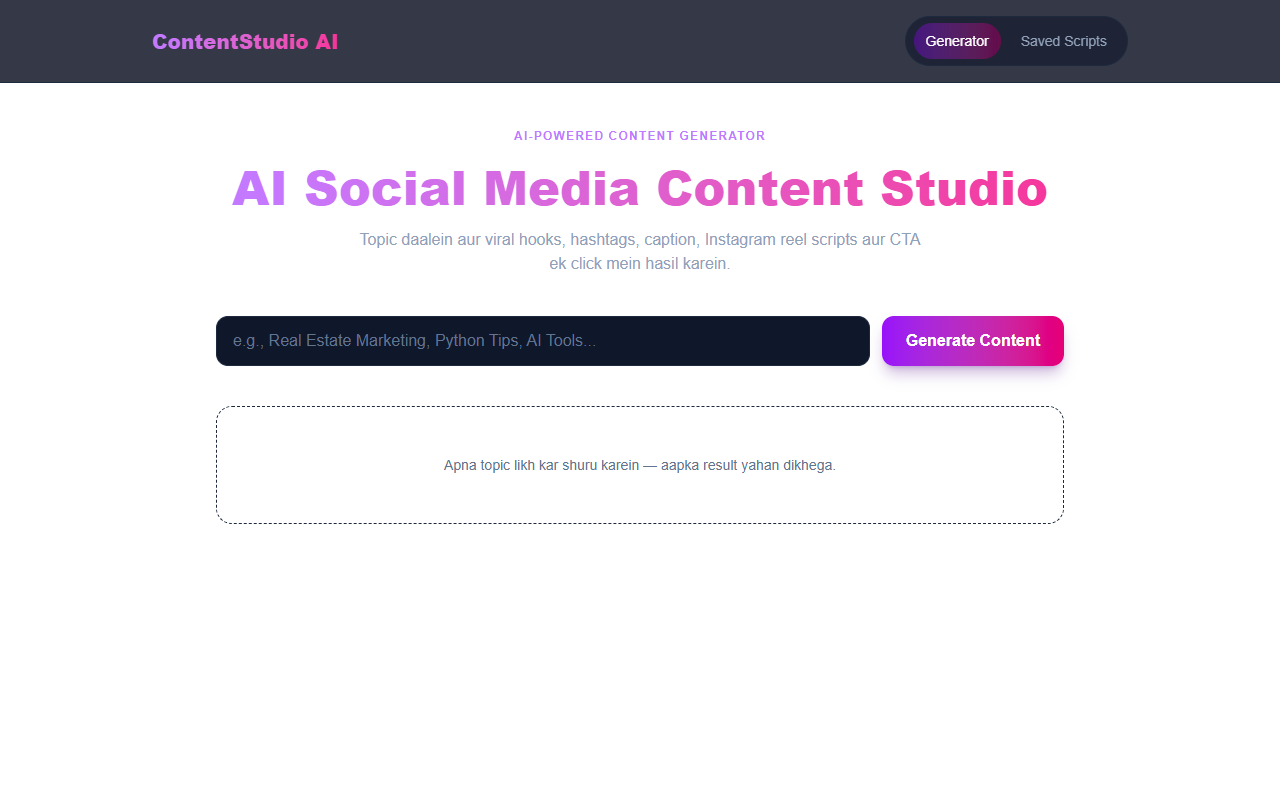 ContentStudio AI
Generator
Saved Scripts
AI-POWERED CONTENT GENERATOR
AI Social Media Content Studio
Topic daalein aur viral hooks, hashtags, caption, Instagram reel scripts aur CTA
ek click mein hasil karein.
e.g., Real Estate Marketing, Python Tips, AI Tools...
Generate Content
Apna topic likh kar shuru karein — aapka result yahan dikhega.